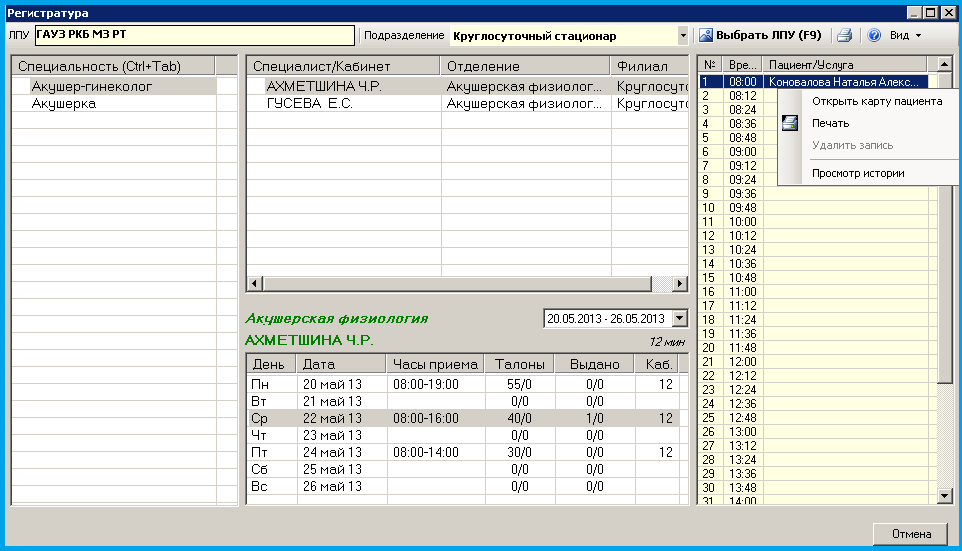 Регистратура
ЛПУ ГАУЗ РКБ МЗ РТ Подразделение Круглосуточный стационар Выбрать ЛПУ (F9) Вид
Специальность (Ctrl+Tab)
Акушер-гинеколог
Акушерка
Специалист/Кабинет Отделение Филиал
АХМЕТШИНА Ч.Р. Акушерская физиолог... Круглосут
ГУСЕВА Е.С. Акушерская физиолог... Круглосут
Акушерская физиология 20.05.2013 - 26.05.2013
АХМЕТШИНА Ч.Р. 12 мин
День Дата Часы приема Талоны Выдано Каб.
Пн 20 май 13 08:00-19:00 55/0 0/0 12
Вт 21 май 13 0/0 0/0
Ср 22 май 13 08:00-16:00 40/0 1/0 12
Чт 23 май 13 0/0 0/0
Пт 24 май 13 08:00-14:00 30/0 0/0 12
Сб 25 май 13 0/0 0/0
Вс 26 май 13 0/0 0/0
№ Вре... Пациент/Услуга
1 08:00 Коновалова Наталья Алекс...
2 08:12
3 08:24
4 08:36
5 08:48
6 09:00
7 09:12
8 09:24
9 09:36
10 09:48
11 10:00
12 10:12
13 10:24
14 10:36
15 10:48
16 11:00
17 11:12
18 11:24
19 11:36
20 11:48
21 12:00
22 12:12
23 12:24
24 12:36
25 12:48
26 13:00
27 13:12
28 13:24
29 13:36
30 13:48
31 14:00
Открыть карту пациента
Печать
Удалить запись
Просмотр истории
Отмена